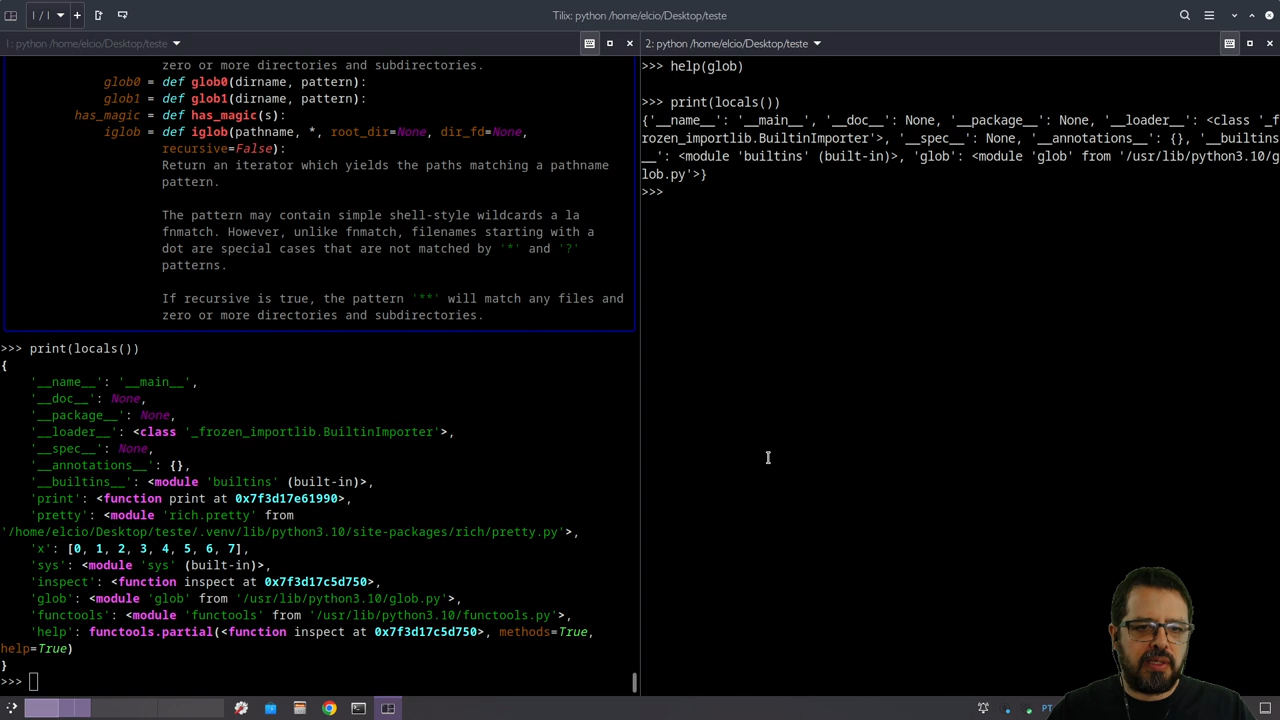 1 / 1
Tilix: python /home/elcio/Desktop/teste
1: python /home/elcio/Desktop/teste
zero or more directories and subdirectories.
glob0 = def glob0(dirname, pattern):
glob1 = def glob1(dirname, pattern):
has_magic = def has_magic(s):
iglob = def iglob(pathname, *, root_dir=None, dir_fd=None,
recursive=False):
Return an iterator which yields the paths matching a pathname
pattern.
The pattern may contain simple shell-style wildcards a la
fnmatch. However, unlike fnmatch, filenames starting with a
dot are special cases that are not matched by '*' and '?'
patterns.
If recursive is true, the pattern '**' will match any files and
zero or more directories and subdirectories.
>>> print(locals())
{
'__name__': '__main__',
'__doc__': None,
'__package__': None,
'__loader__': <class '_frozen_importlib.BuiltinImporter'>,
'__spec__': None,
'__annotations__': {},
'__builtins__': <module 'builtins' (built-in)>,
'print': <function print at 0x7f3d17e61990>,
'pretty': <module 'rich.pretty' from
'/home/elcio/Desktop/teste/.venv/lib/python3.10/site-packages/rich/pretty.py'>,
'x': [0, 1, 2, 3, 4, 5, 6, 7],
'sys': <module 'sys' (built-in)>,
'inspect': <function inspect at 0x7f3d17c5d750>,
'glob': <module 'glob' from '/usr/lib/python3.10/glob.py'>,
'functools': <module 'functools' from '/usr/lib/python3.10/functools.py'>,
'help': functools.partial(<function inspect at 0x7f3d17c5d750>, methods=True,
help=True)
}
>>>
2: python /home/elcio/Desktop/teste
>>> help(glob)
>>> print(locals())
{'__name__': '__main__', '__doc__': None, '__package__': None, '__loader__': <class '_f
rozen_importlib.BuiltinImporter'>, '__spec__': None, '__annotations__': {}, '__builtins
__': <module 'builtins' (built-in)>, 'glob': <module 'glob' from '/usr/lib/python3.10/g
lob.py'>}
>>>
PT